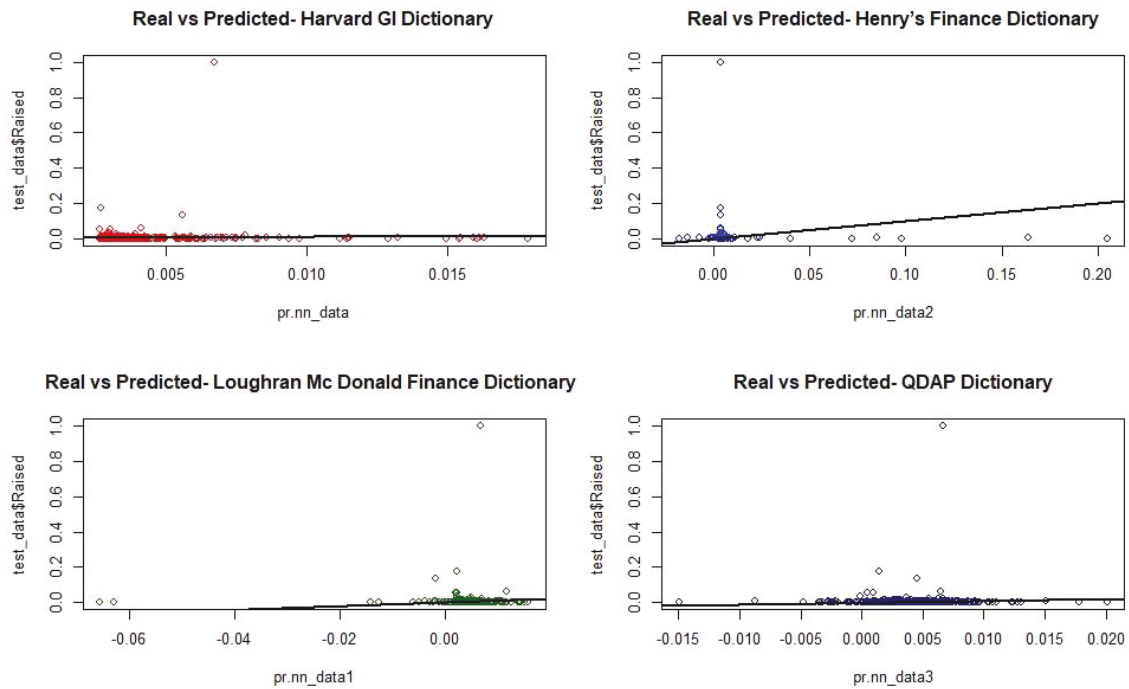 Real vs Predicted- Harvard GI Dictionary
test_data$Raised
1.0
0.8
0.6
0.4
0.2
0.0
0.005 0.010 0.015
pr.nn_data
Real vs Predicted- Henry's Finance Dictionary
test_data$Raised
1.0
0.8
0.6
0.4
0.2
0.0
0.00 0.05 0.10 0.15 0.20
pr.nn_data2
Real vs Predicted- Loughran Mc Donald Finance Dictionary
test_data$Raised
1.0
0.8
0.6
0.4
0.2
0.0
-0.06 -0.04 -0.02 0.00
pr.nn_data1
Real vs Predicted- QDAP Dictionary
test_data$Raised
1.0
0.8
0.6
0.4
0.2
0.0
-0.015 -0.010 -0.005 0.000 0.005 0.010 0.015 0.020
pr.nn_data3